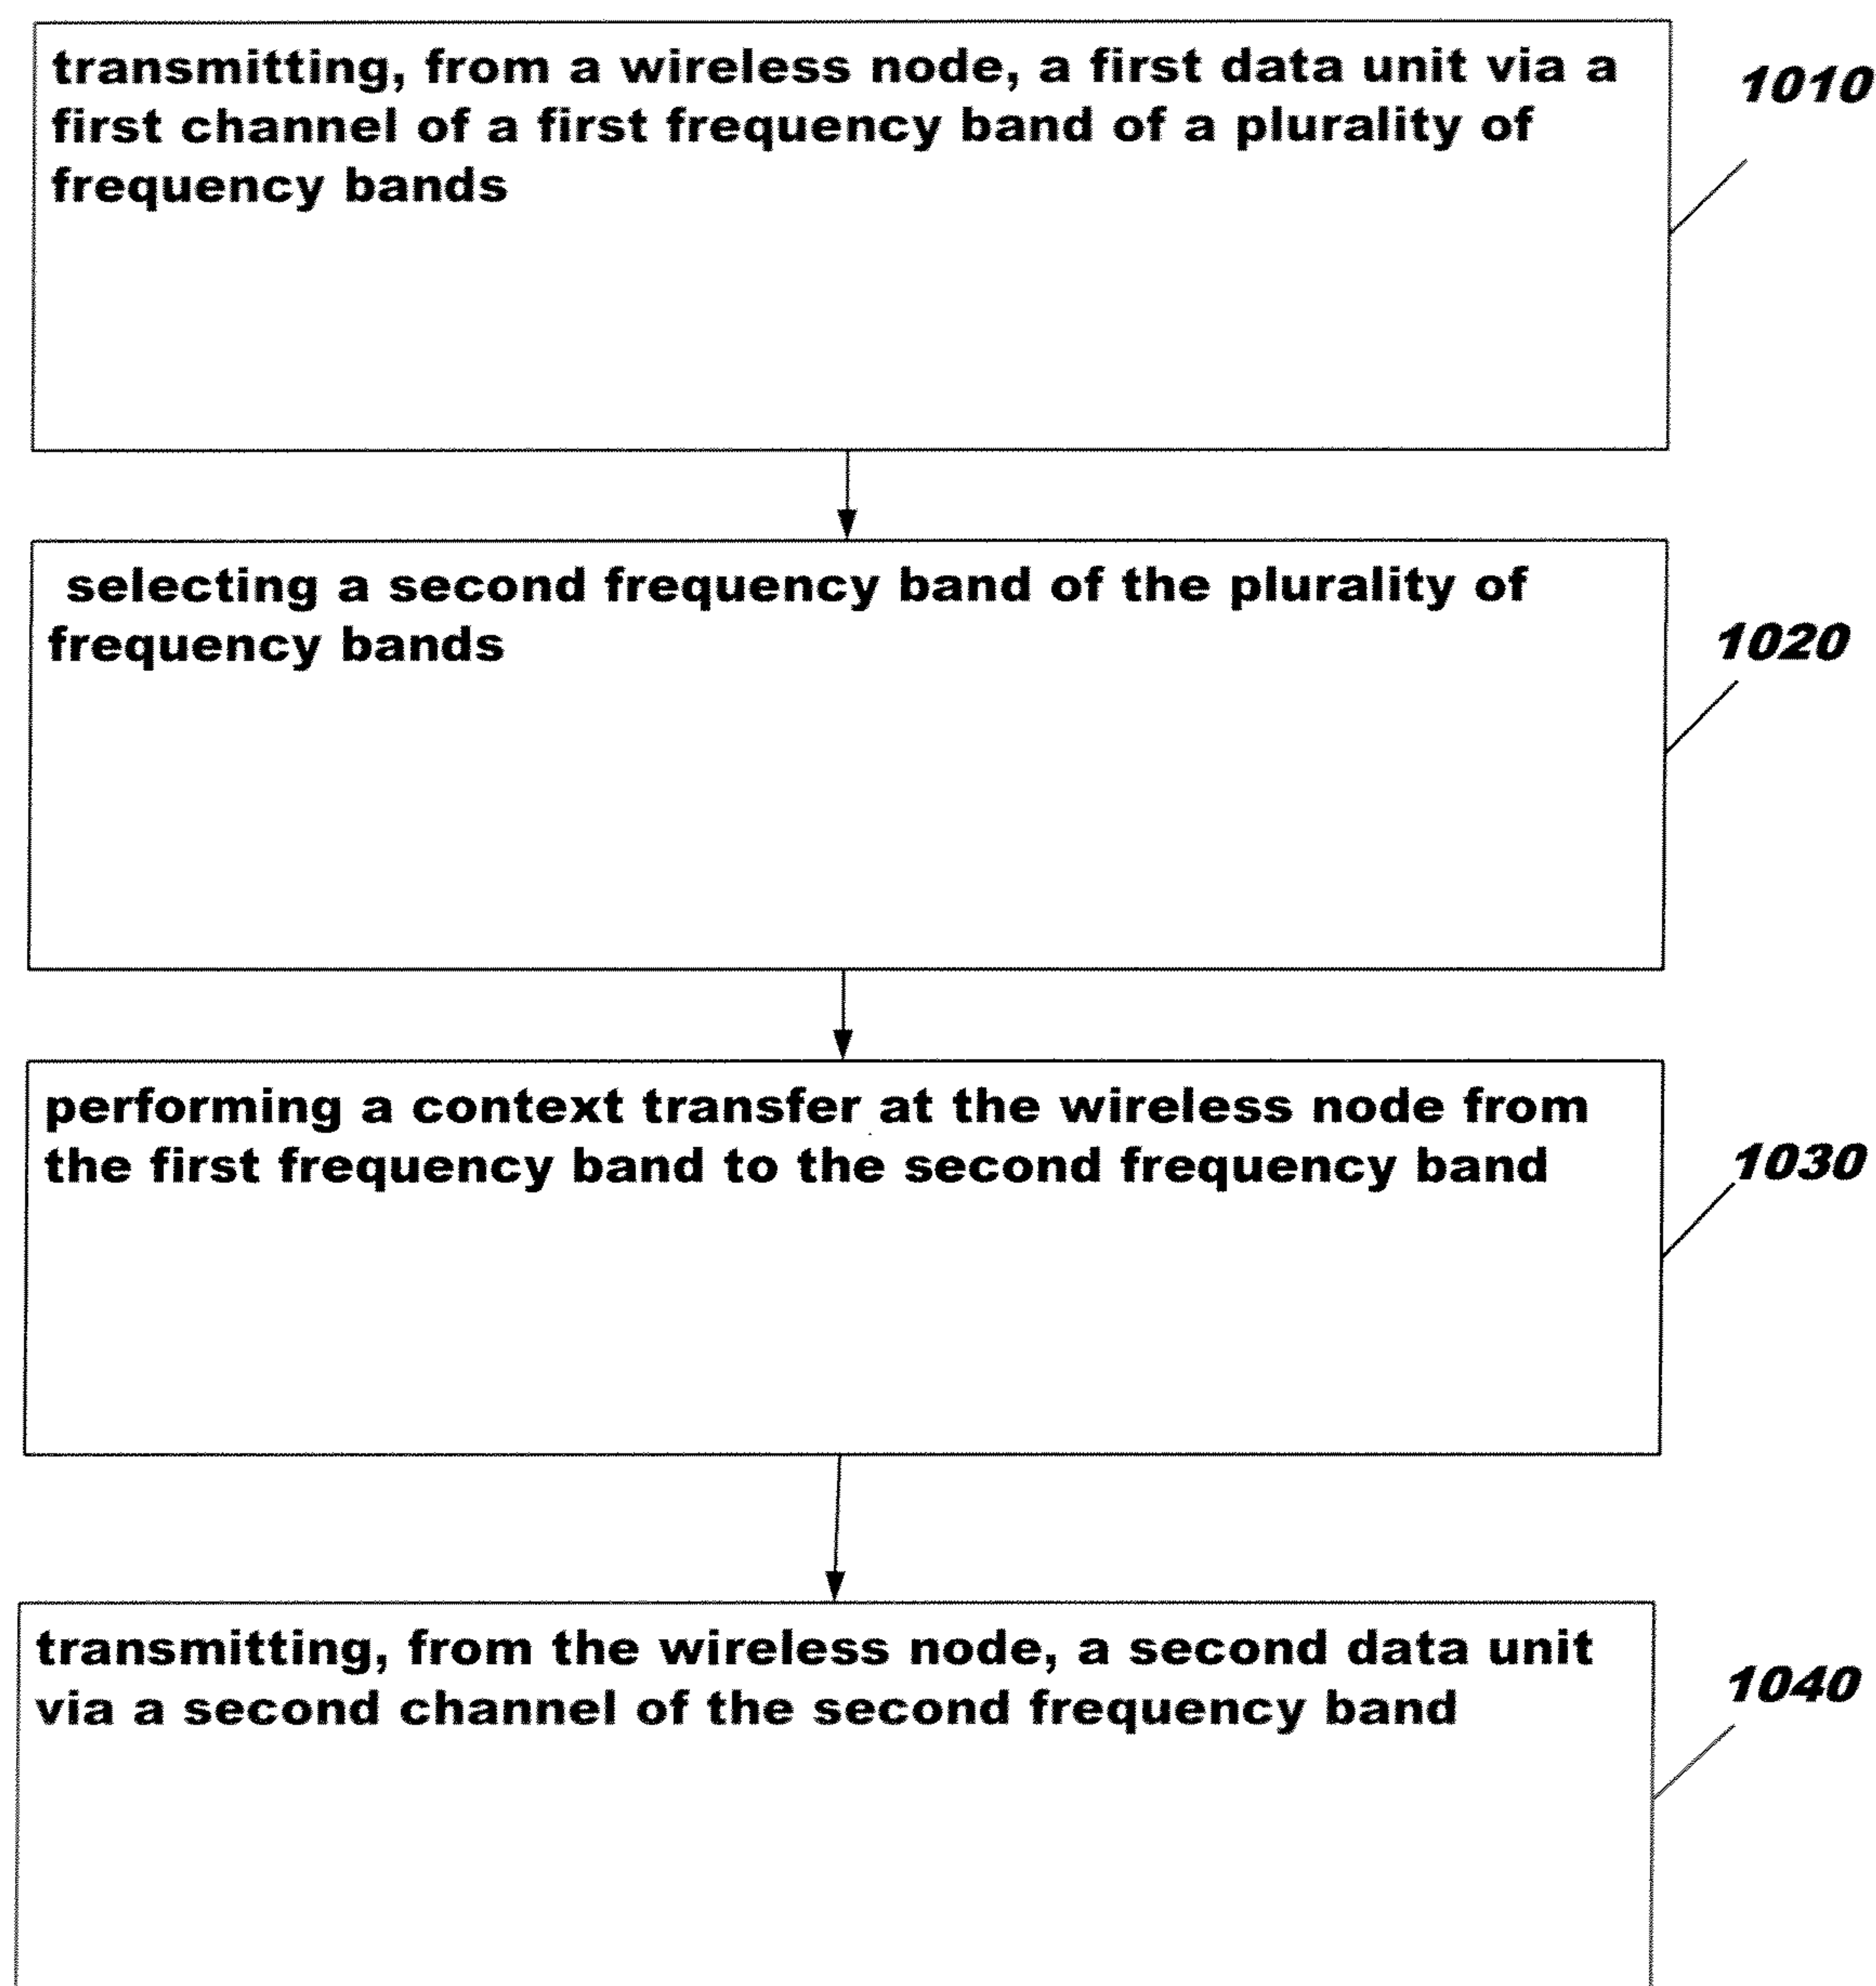 transmitting, from a wireless node, a first data unit via a
first channel of a first frequency band of a plurality of
frequency bands
1010
selecting a second frequency band of the plurality of
frequency bands
1020
performing a context transfer at the wireless node from
the first frequency band to the second frequency band
1030
transmitting, from the wireless node, a second data unit
via a second channel of the second frequency band
1040